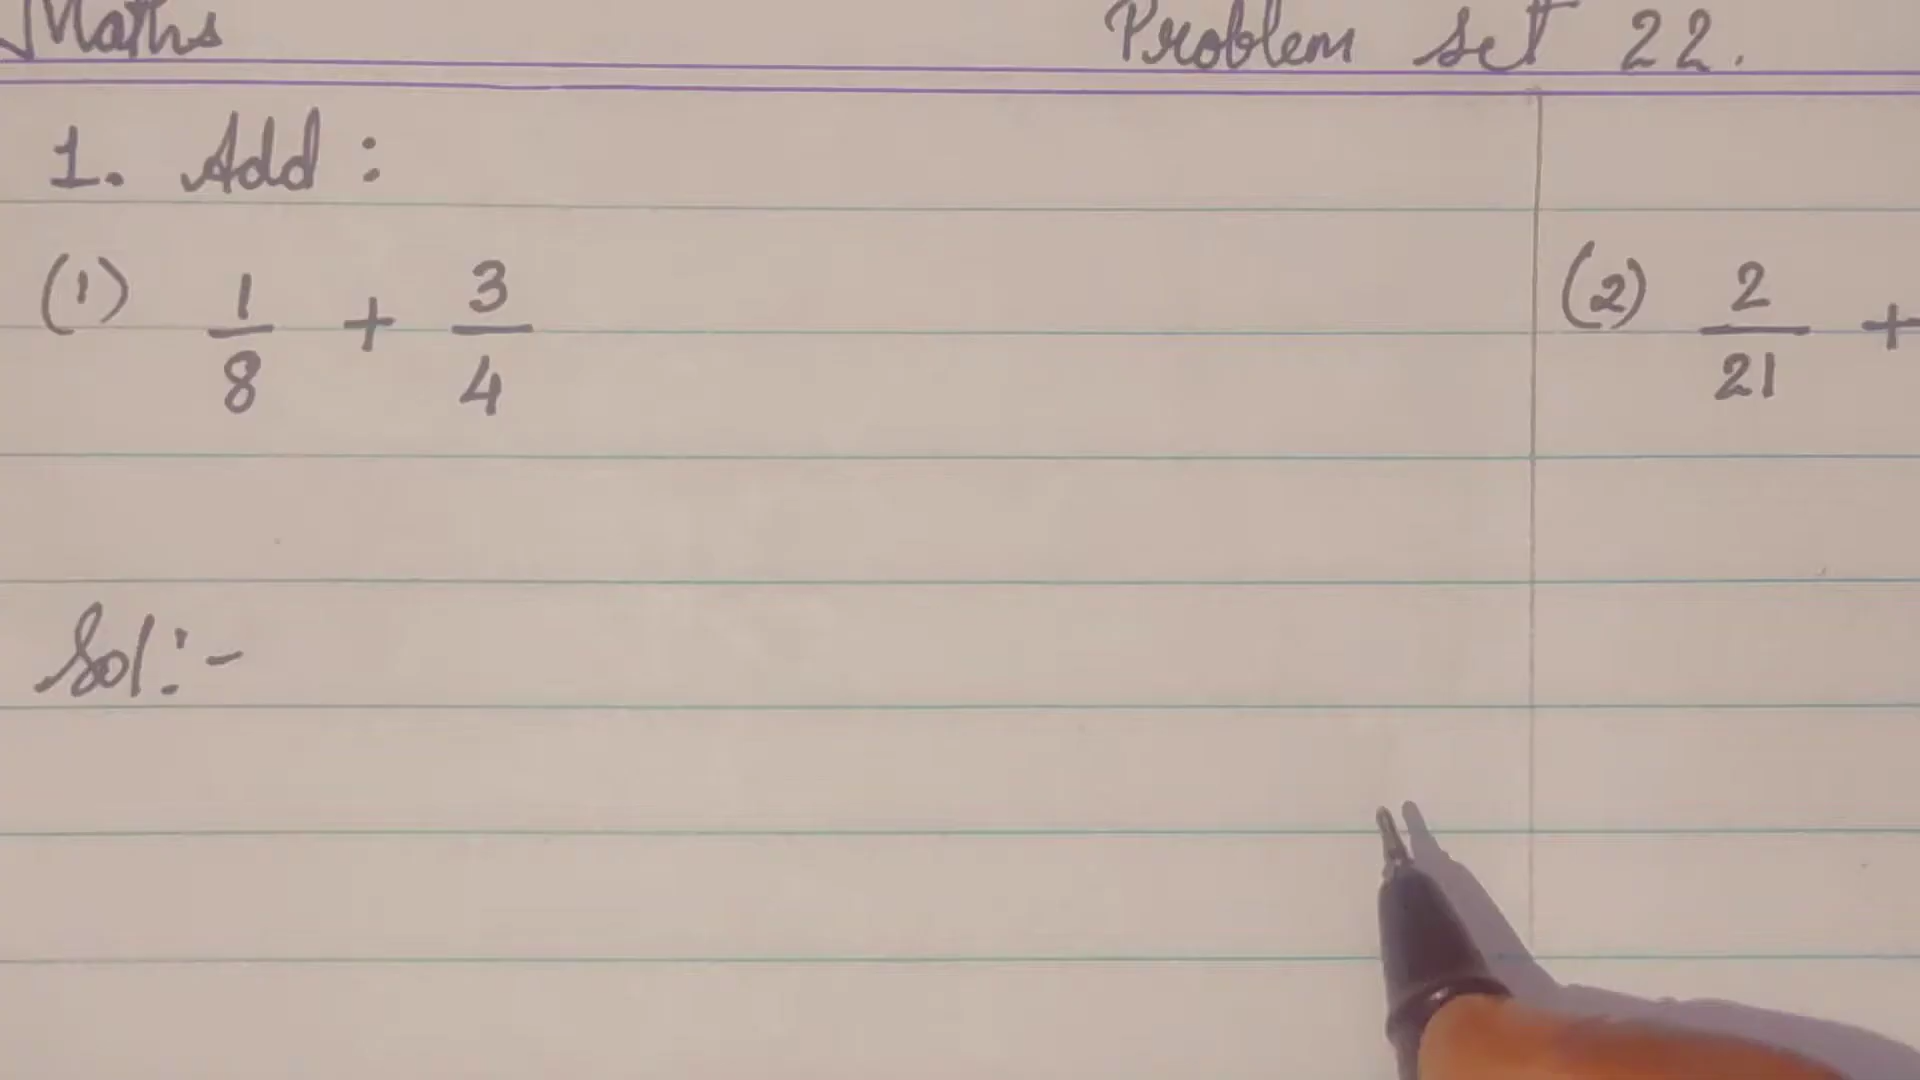 Maths Problem set 22.
1. Add :
(1) 1/8 + 3/4 (2) 2/21 +
Sol:-